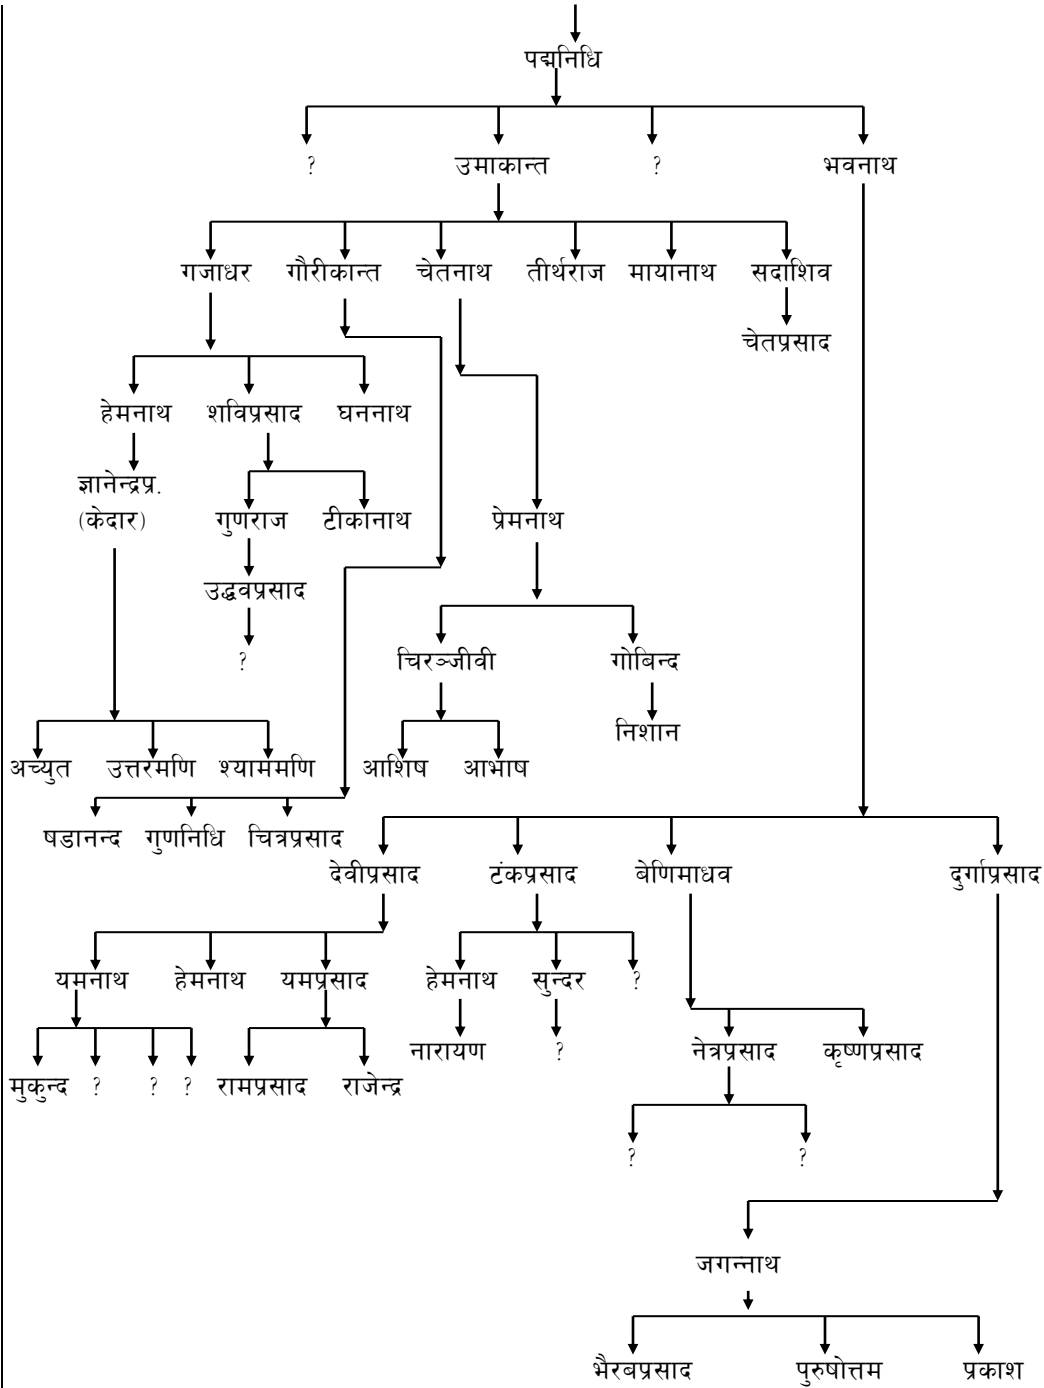 पद्मनिधि
? उमाकान्त ? भवनाथ
गजाधर गौरीकान्त चेतनाथ तीर्थराज मायानाथ सदाशिव
चेतप्रसाद
हेमनाथ शविप्रसाद घननाथ
ज्ञानेन्द्रप्र.
(केदार) गुणराज टीकानाथ प्रेमनाथ
उद्धवप्रसाद
? चिरञ्जीवी गोबिन्द
निशान
अच्युत उत्तरमणि श्याममणि आशिष आभाष
षडानन्द गुणनिधि चित्रप्रसाद
देवीप्रसाद टंकप्रसाद बेणिमाधव दुर्गाप्रसाद
यमनाथ हेमनाथ यमप्रसाद हेमनाथ सुन्दर ?
नारायण ? नेत्रप्रसाद कृष्णप्रसाद
मुकुन्द ? ? ? रामप्रसाद राजेन्द्र
? ?
जगन्नाथ
भैरबप्रसाद पुरुषोत्तम प्रकाश